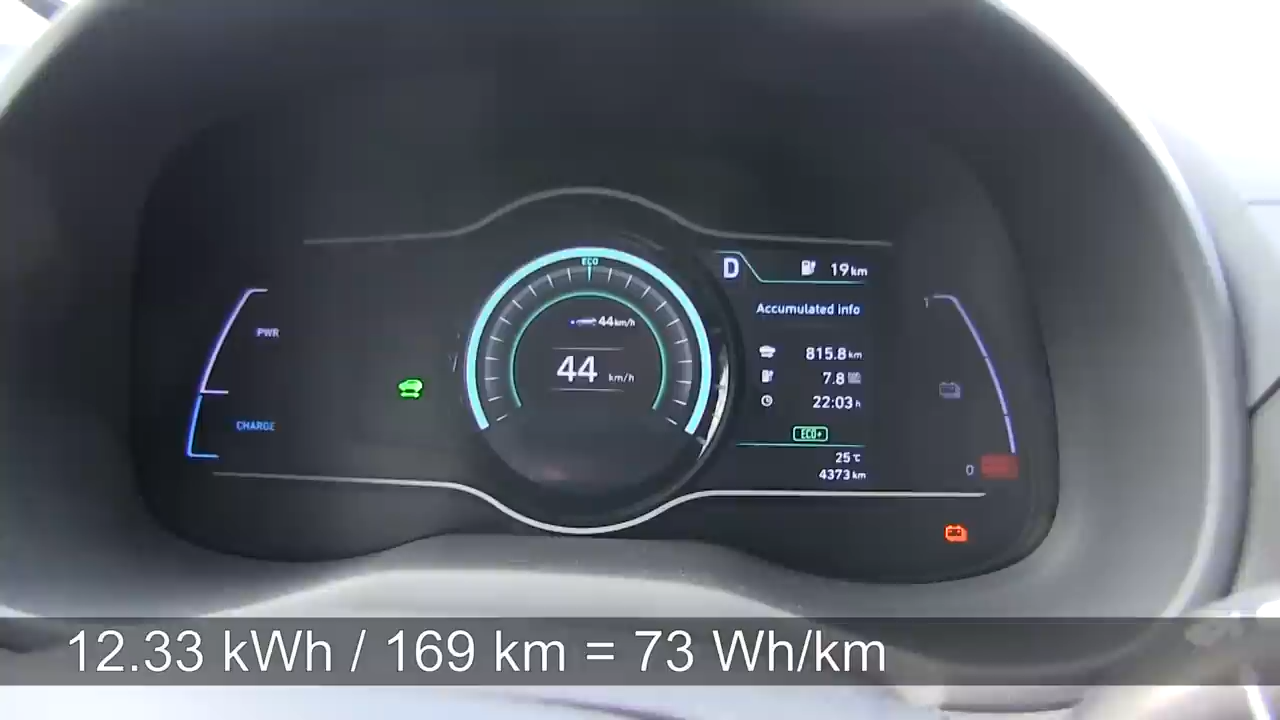 ECO
D
19 km
Accumulated info
44 km/h
44 km/h
815.8 km
7.8
22:03 h
ECO+
25 ℃
4373 km
PWR
CHARGE
1
0
12.33 kWh / 169 km = 73 Wh/km